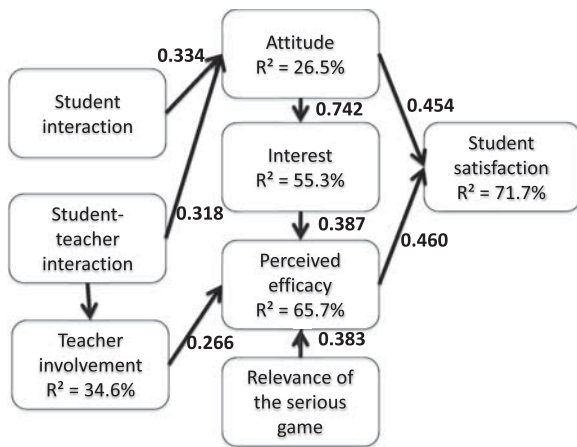 Attitude
R² = 26.5%
0.334
Student
interaction
0.742
0.454
Interest
R² = 55.3%
Student
satisfaction
R² = 71.7%
Student-
teacher
interaction
0.318
0.387
0.460
Perceived
efficacy
R² = 65.7%
Teacher
involvement
R² = 34.6%
0.266
0.383
Relevance of
the serious
game